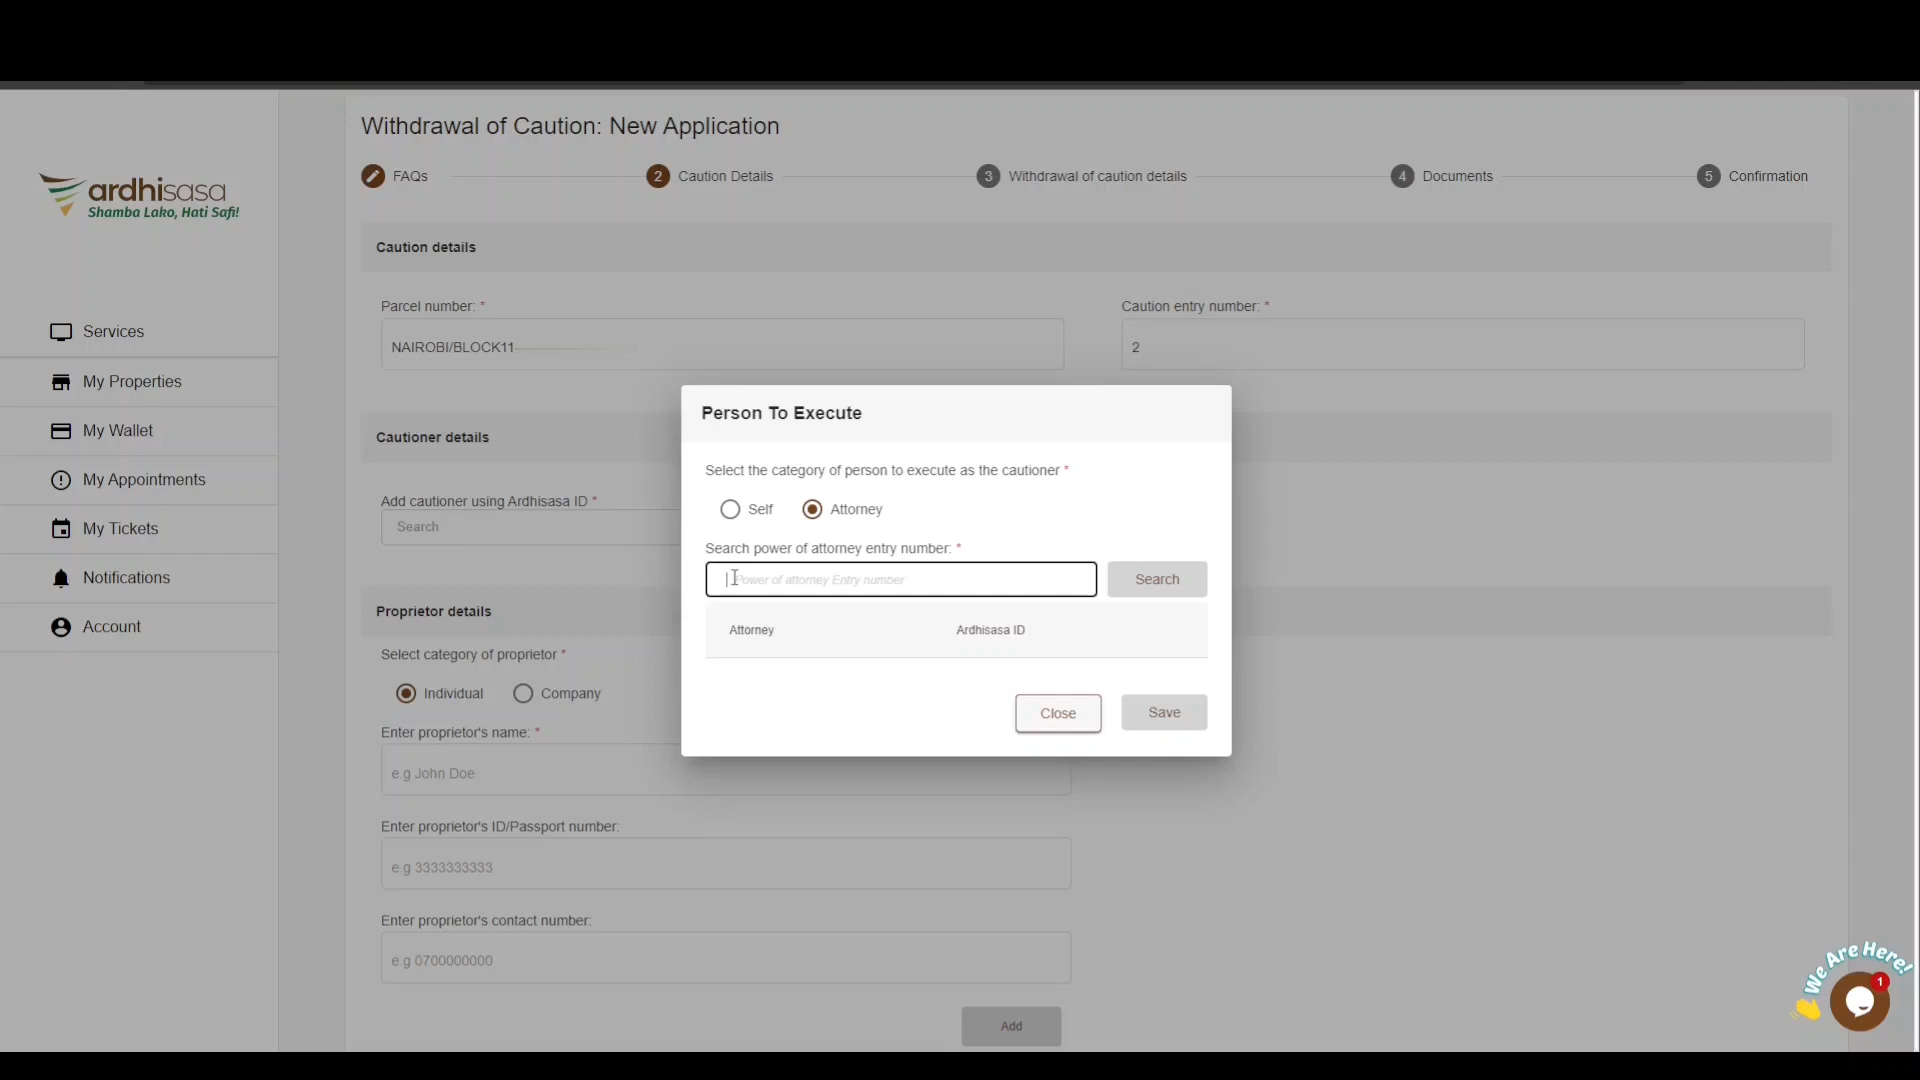 Withdrawal of Caution: New Application
FAQs
2 Caution Details
3 Withdrawal of caution details
4 Documents
5 Confirmation
ardhisasa
Shamba Lako, Hati Safi!
Services
My Properties
My Wallet
My Appointments
My Tickets
Notifications
Account
Caution details
Parcel number: *
NAIROBI/BLOCK11
Caution entry number: *
2
Cautioner details
Add cautioner using Ardhisasa ID *
Search
Proprietor details
Select category of proprietor *
Individual
Company
Enter proprietor's name: *
e.g John Doe
Enter proprietor's ID/Passport number:
e.g 3333333333
Enter proprietor's contact number:
e.g 0700000000
Add
Person To Execute
Select the category of person to execute as the cautioner *
Self
Attorney
Search power of attorney entry number: *
Power of attorney Entry number
Search
Attorney
Ardhisasa ID
Close
Save
We Are Here!
1